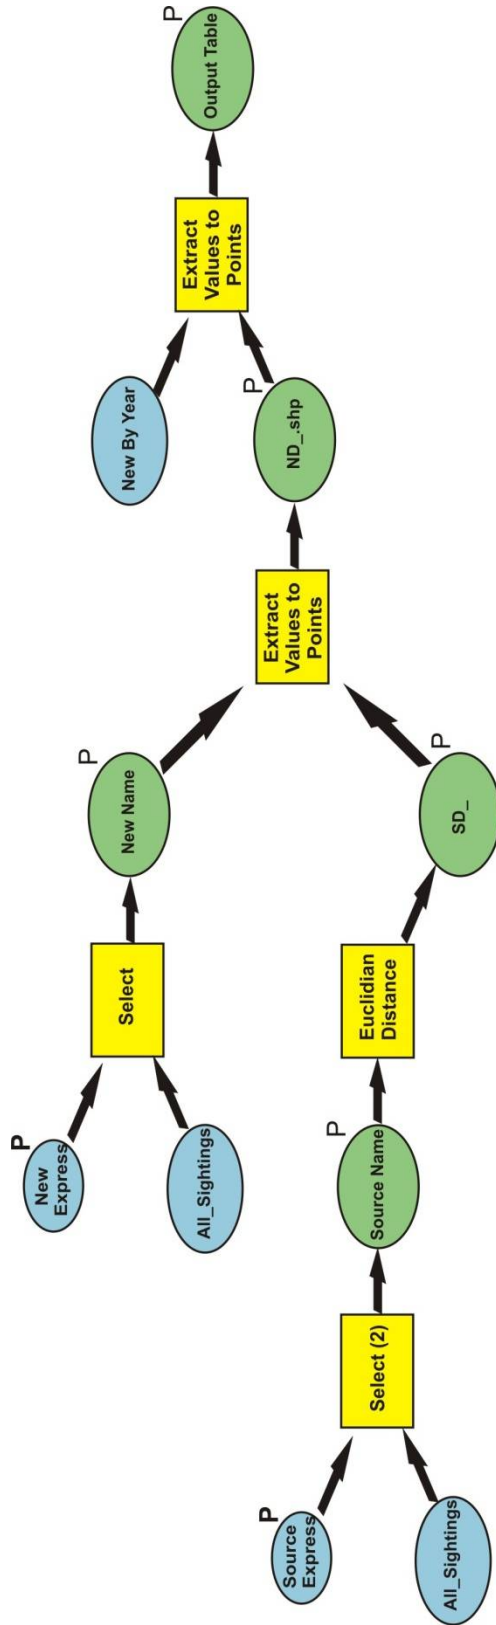 P
Source
Express
All_Sightings
Select (2)
P
Source Name
Euclidian
Distance
P
SD_
P
New
Express
All_Sightings
Select
P
New Name
Extract
Values to
Points
P
ND_.shp
New By Year
Extract
Values to
Points
P
Output Table